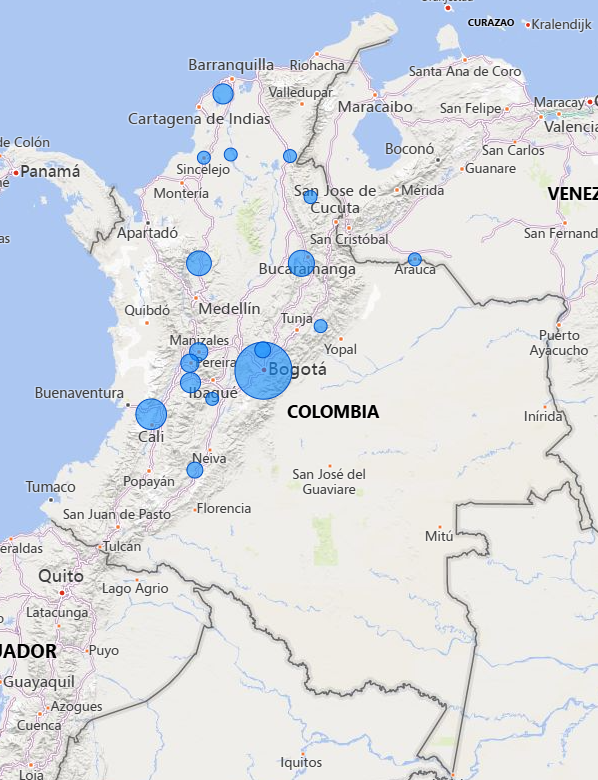 CURAZAO
Kralendijk
Barranquilla
Riohacha
Santa Ana de Coro
Valledupar
Maracaibo
San Felipe
Maracay
Cartagena de Indias
Valencia
de Colón
Boconó
San Carlos
Panamá
Sincelejo
Guanare
Montería
San Jose de
Cúcuta
Mérida
VENEZ
Apartadó
San Cristóbal
San Fernand
as
Bucaramanga
Arauca
Quibdó
Medellín
Tunja
Puerto
Ayacucho
Manizales
Yopal
Pereira
Bogotá
Buenaventura
Ibagué
COLOMBIA
Inírida
Cali
Neiva
Popayán
San José del
Guaviare
Tumaco
Florencia
San Juan de Pasto
Mitú
eraldas
Tulcán
Quito
Lago Agrio
Latacunga
UADOR
Puyo
Guayaquil
Azogues
Cuenca
Iquitos
Loja